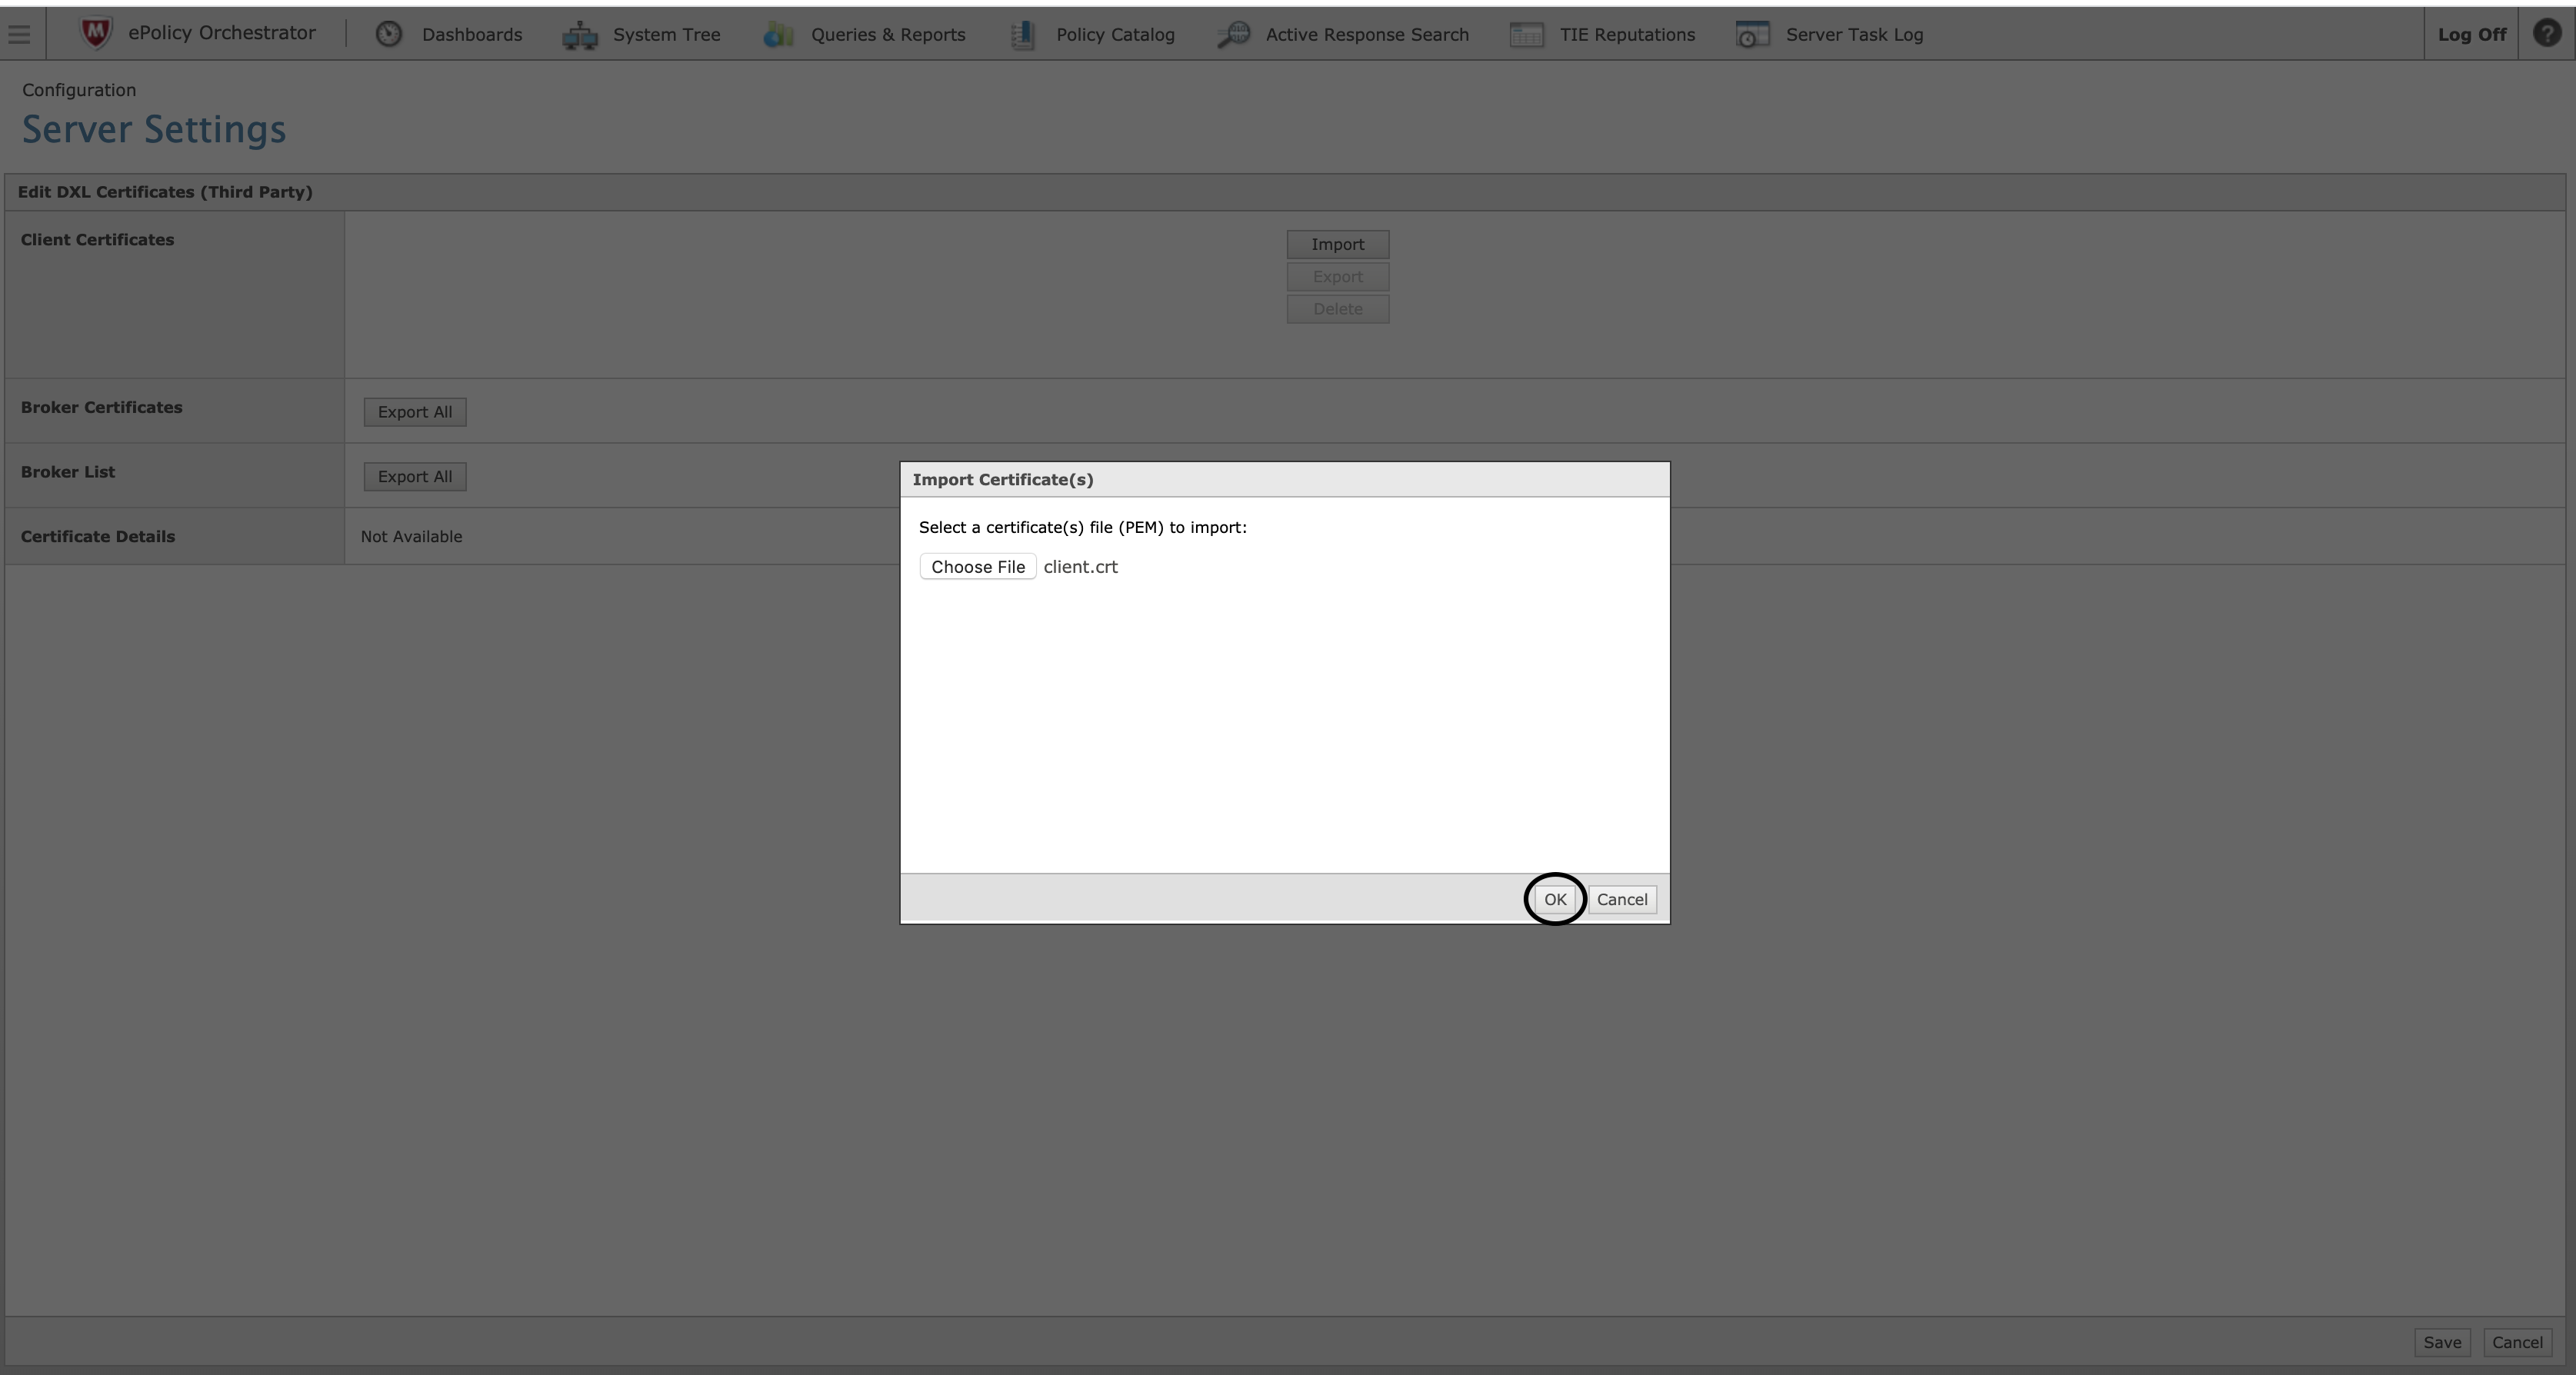 M ePolicy Orchestrator Dashboards System Tree Queries & Reports Policy Catalog Active Response Search TIE Reputations Server Task Log Log Off ?
Configuration
Server Settings
Edit DXL Certificates (Third Party)
Client Certificates
Import
Export
Delete
Broker Certificates
Export All
Broker List
Export All
Certificate Details
Not Available
Import Certificate(s)
Select a certificate(s) file (PEM) to import:
Choose File client.crt
OK Cancel
Save Cancel